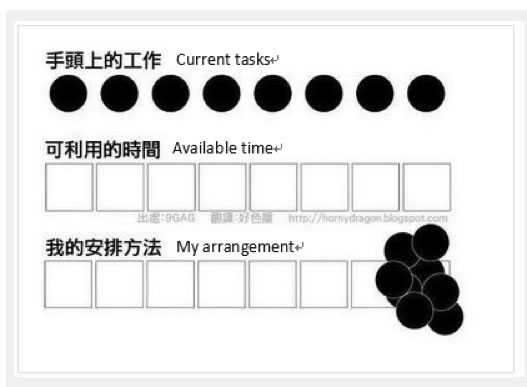 手頭上的工作 Current tasks↵
可利用的時間 Available time↵
出處:9GAG 翻譯:好色龍 http://hornydragon.blogspot.com
我的安排方法 My arrangement↵